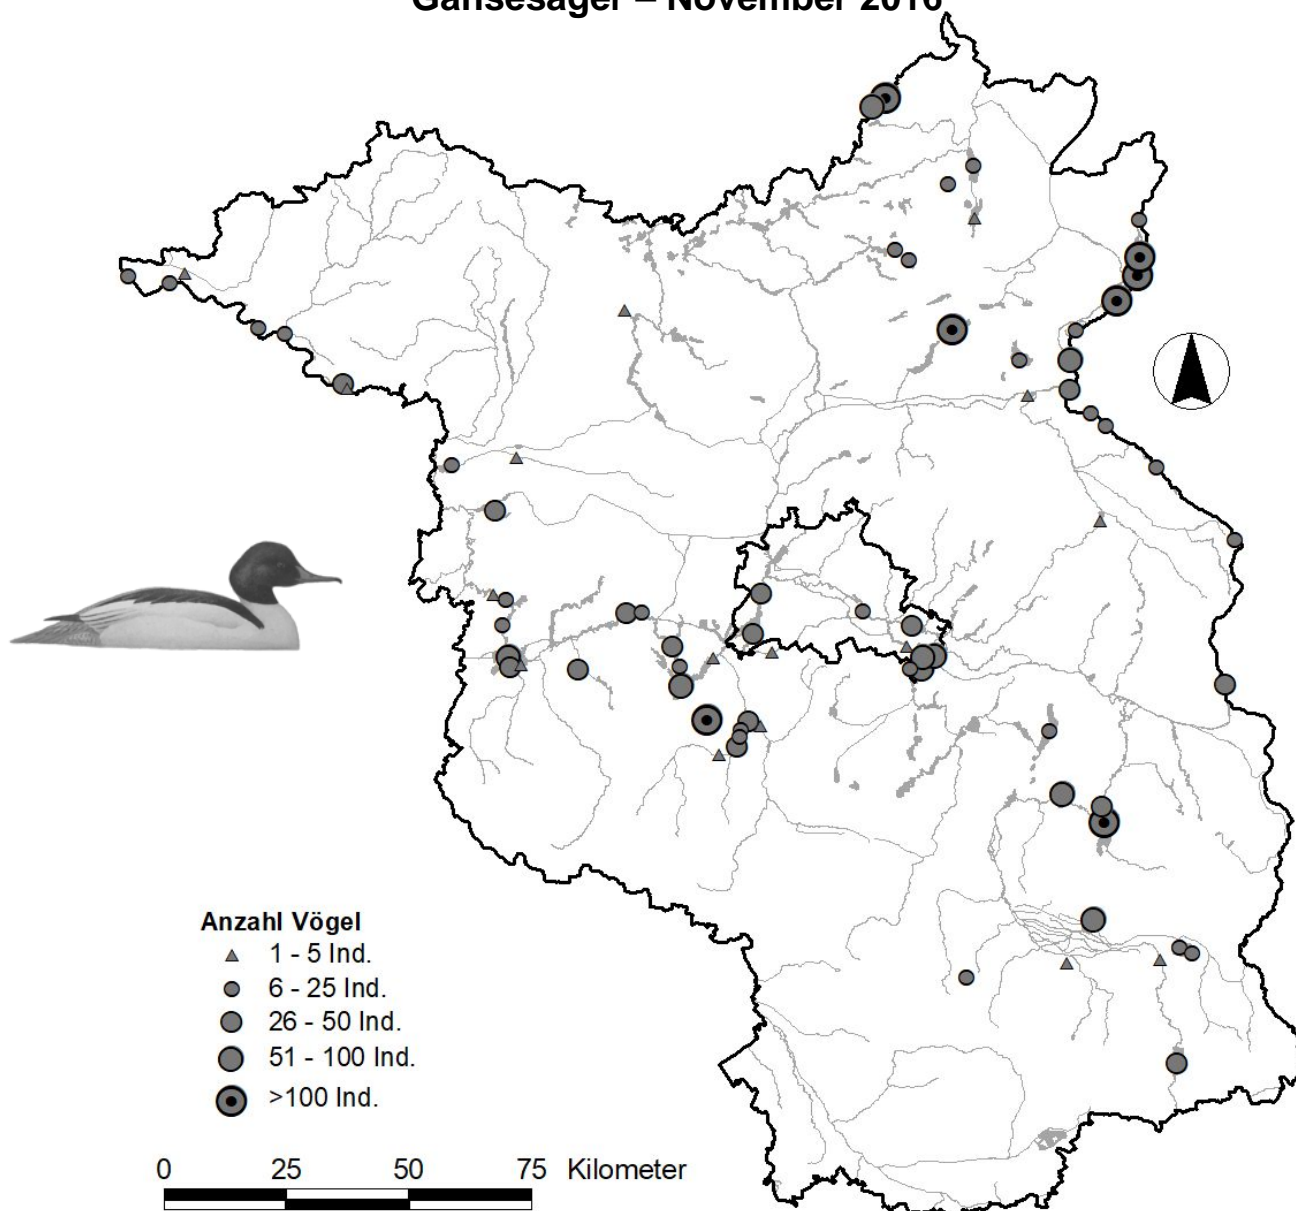 Gänsesäger – November 2016
Anzahl Vögel
1 - 5 Ind.
6 - 25 Ind.
26 - 50 Ind.
51 - 100 Ind.
>100 Ind.
0 25 50 75 Kilometer